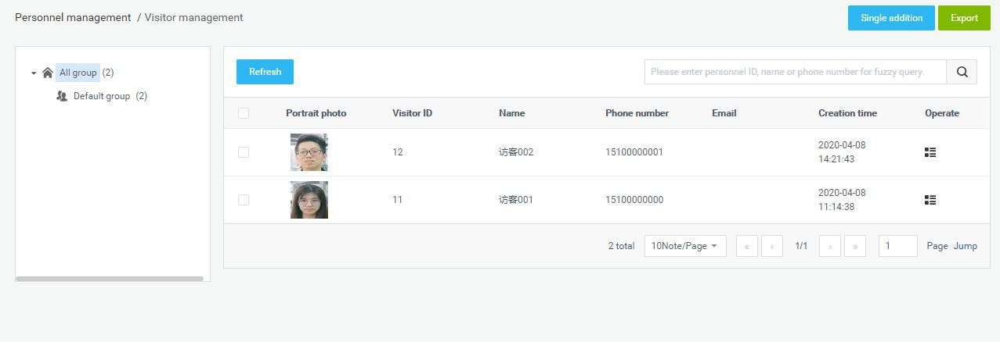 Personnel management / Visitor management
Single addition
Export
All group (2)
Default group (2)
Refresh
Please enter personnel ID, name or phone number for fuzzy query.
Portrait photo Visitor ID Name Phone number Email Creation time Operate
12 访客002 15100000001 2020-04-08
14:21:43
11 访客001 15100000000 2020-04-08
11:14:38
2 total 10Note/Page « ‹ 1/1 › » 1 Page Jump